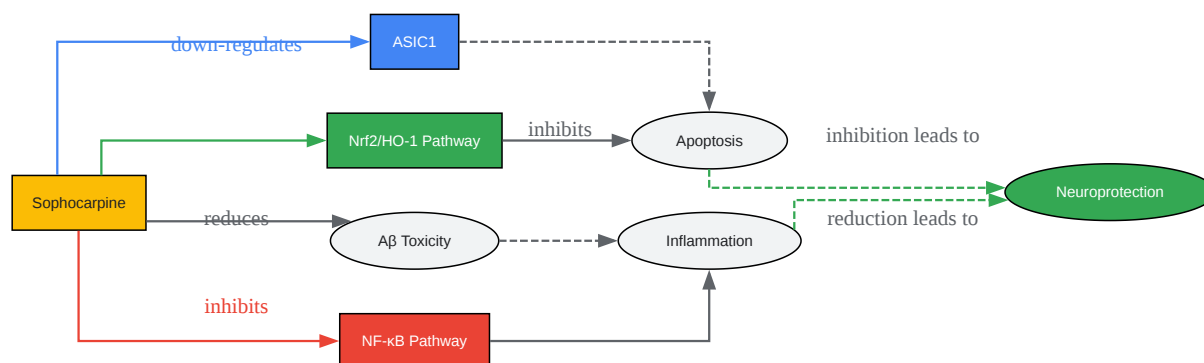 down-regulates
ASIC1
Nrf2/HO-1 Pathway
inhibits
Apoptosis
inhibition leads to
Sophocarpine
reduces
Aβ Toxicity
Inflammation
reduction leads to
Neuroprotection
inhibits
NF-κB Pathway